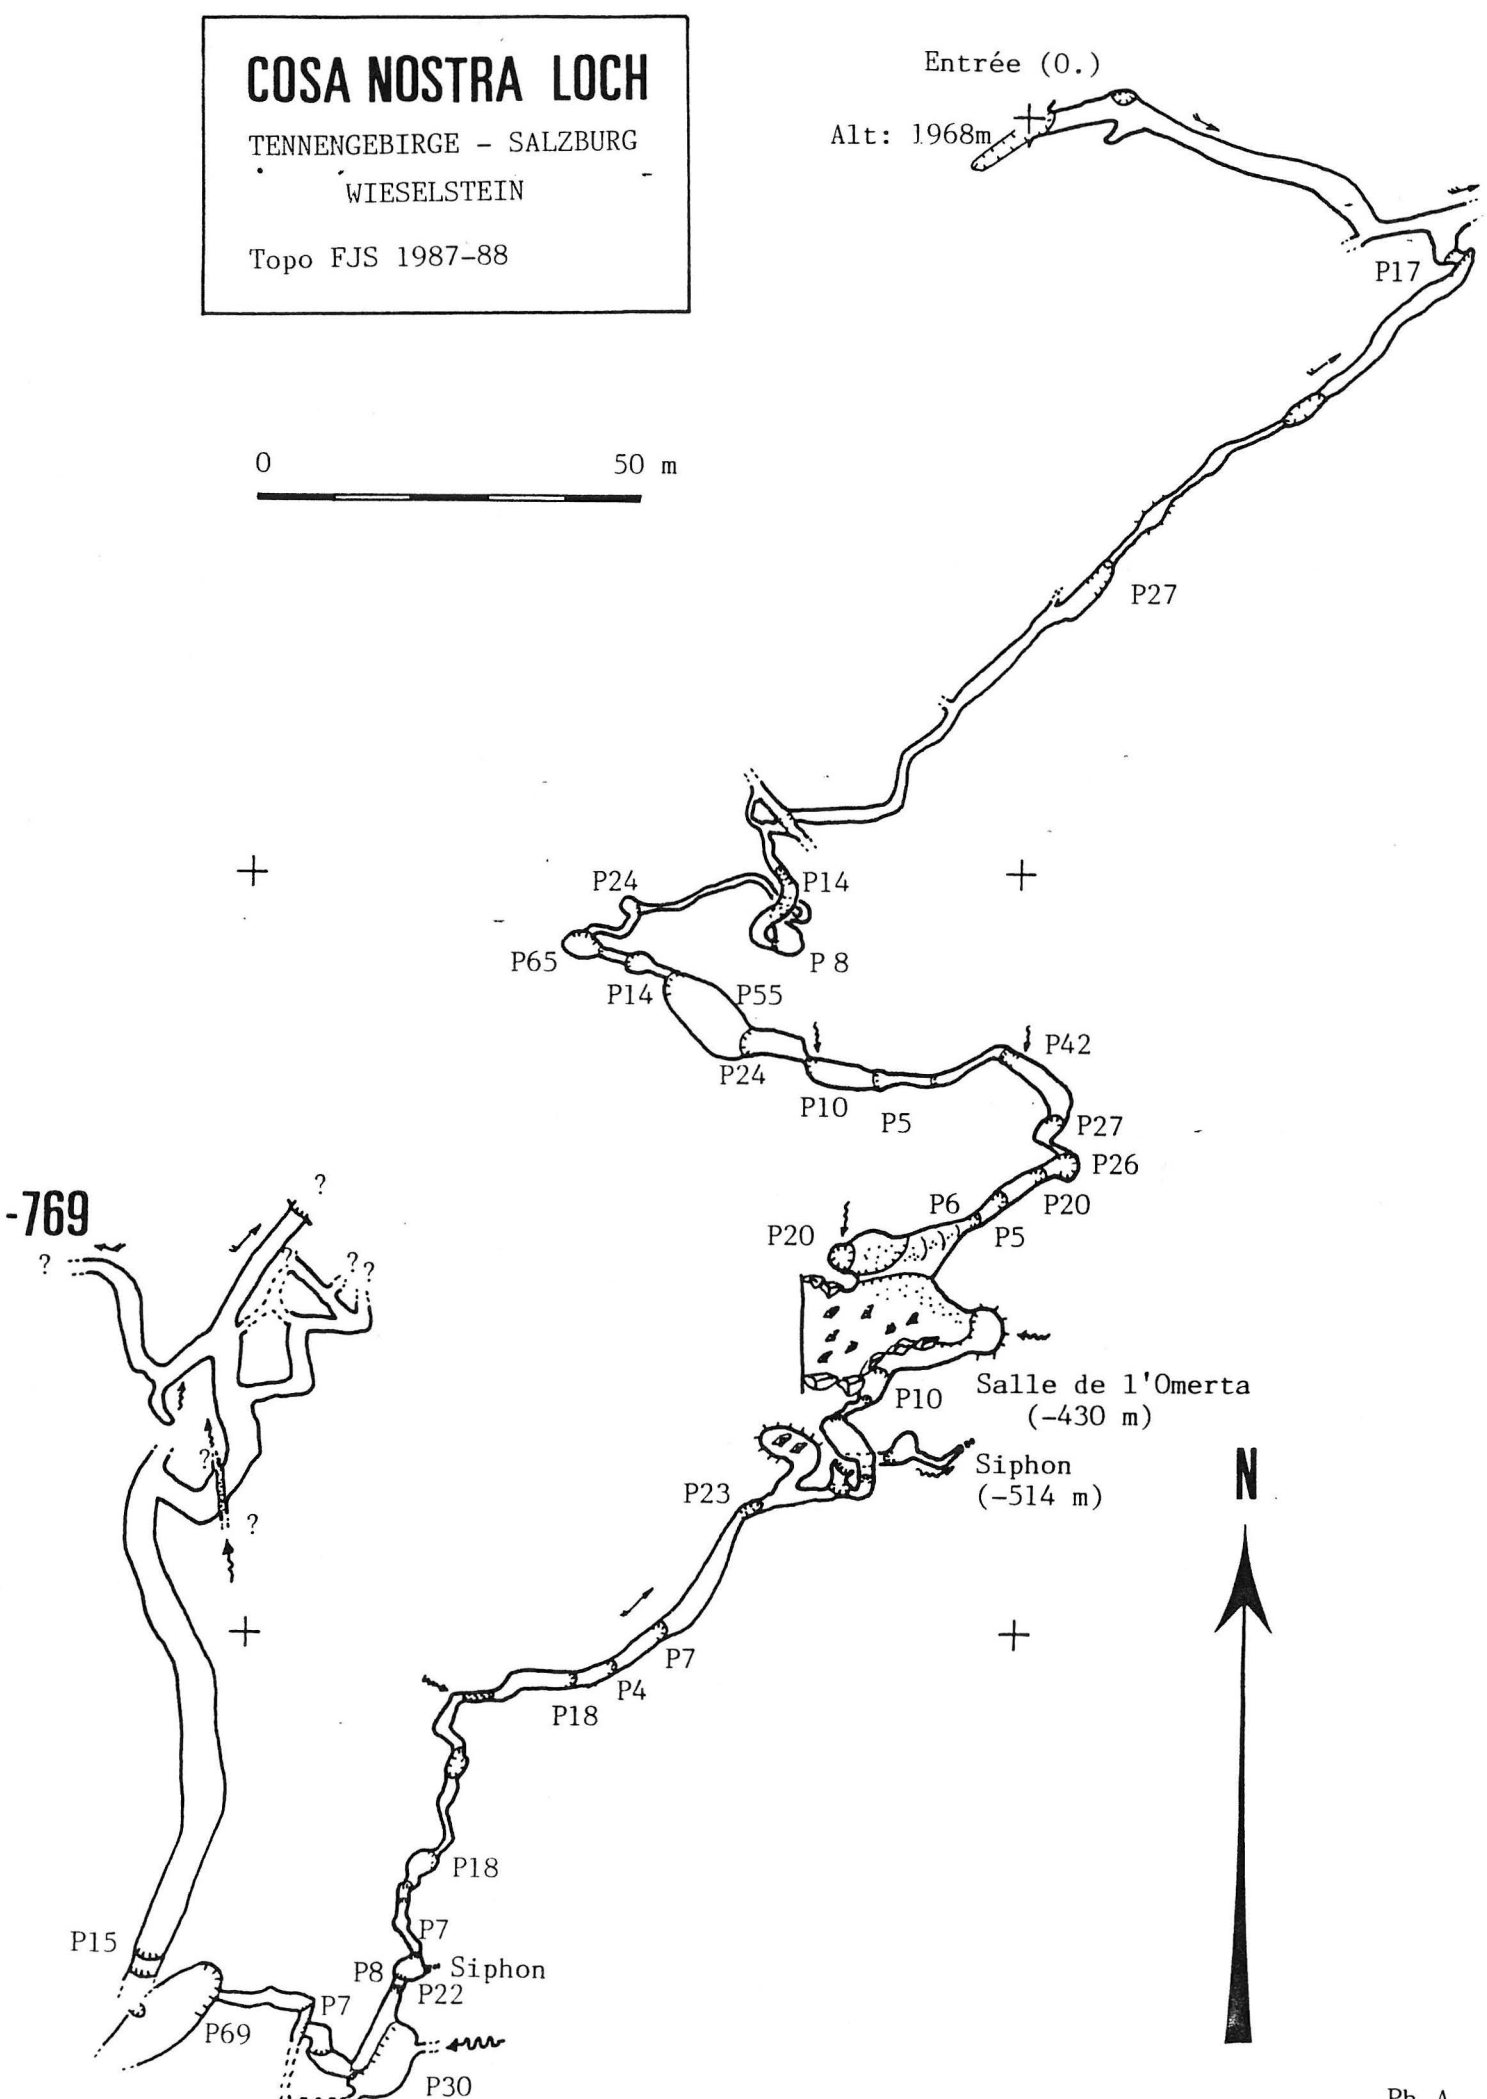 COSA NOSTRA LOCH
TENNENGEBIRGE - SALZBURG
WIESELSTEIN
Topo FJS 1987-88
Entrée (O.)
Alt: 1968m
P17
0 50 m
P27
P14
P24
P 8
P65
P14
P55
P24
P42
P10
P5
P27
P26
P20
P6
P5
P20
-769
?
?
?
?
?
Salle de l'Omerta
(-430 m)
P10
Siphon
(-514 m)
P23
?
?
N
P7
P4
P18
P18
P7
P15
P8
Siphon
P22
P7
P69
P30
Ph A